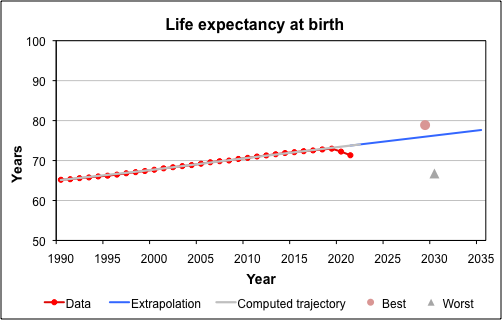 Life expectancy at birth
100
90
80
70
60
50
Years
1990 1995 2000 2005 2010 2015 2020 2025 2030 2035
Year
Data Extrapolation Computed trajectory Best Worst